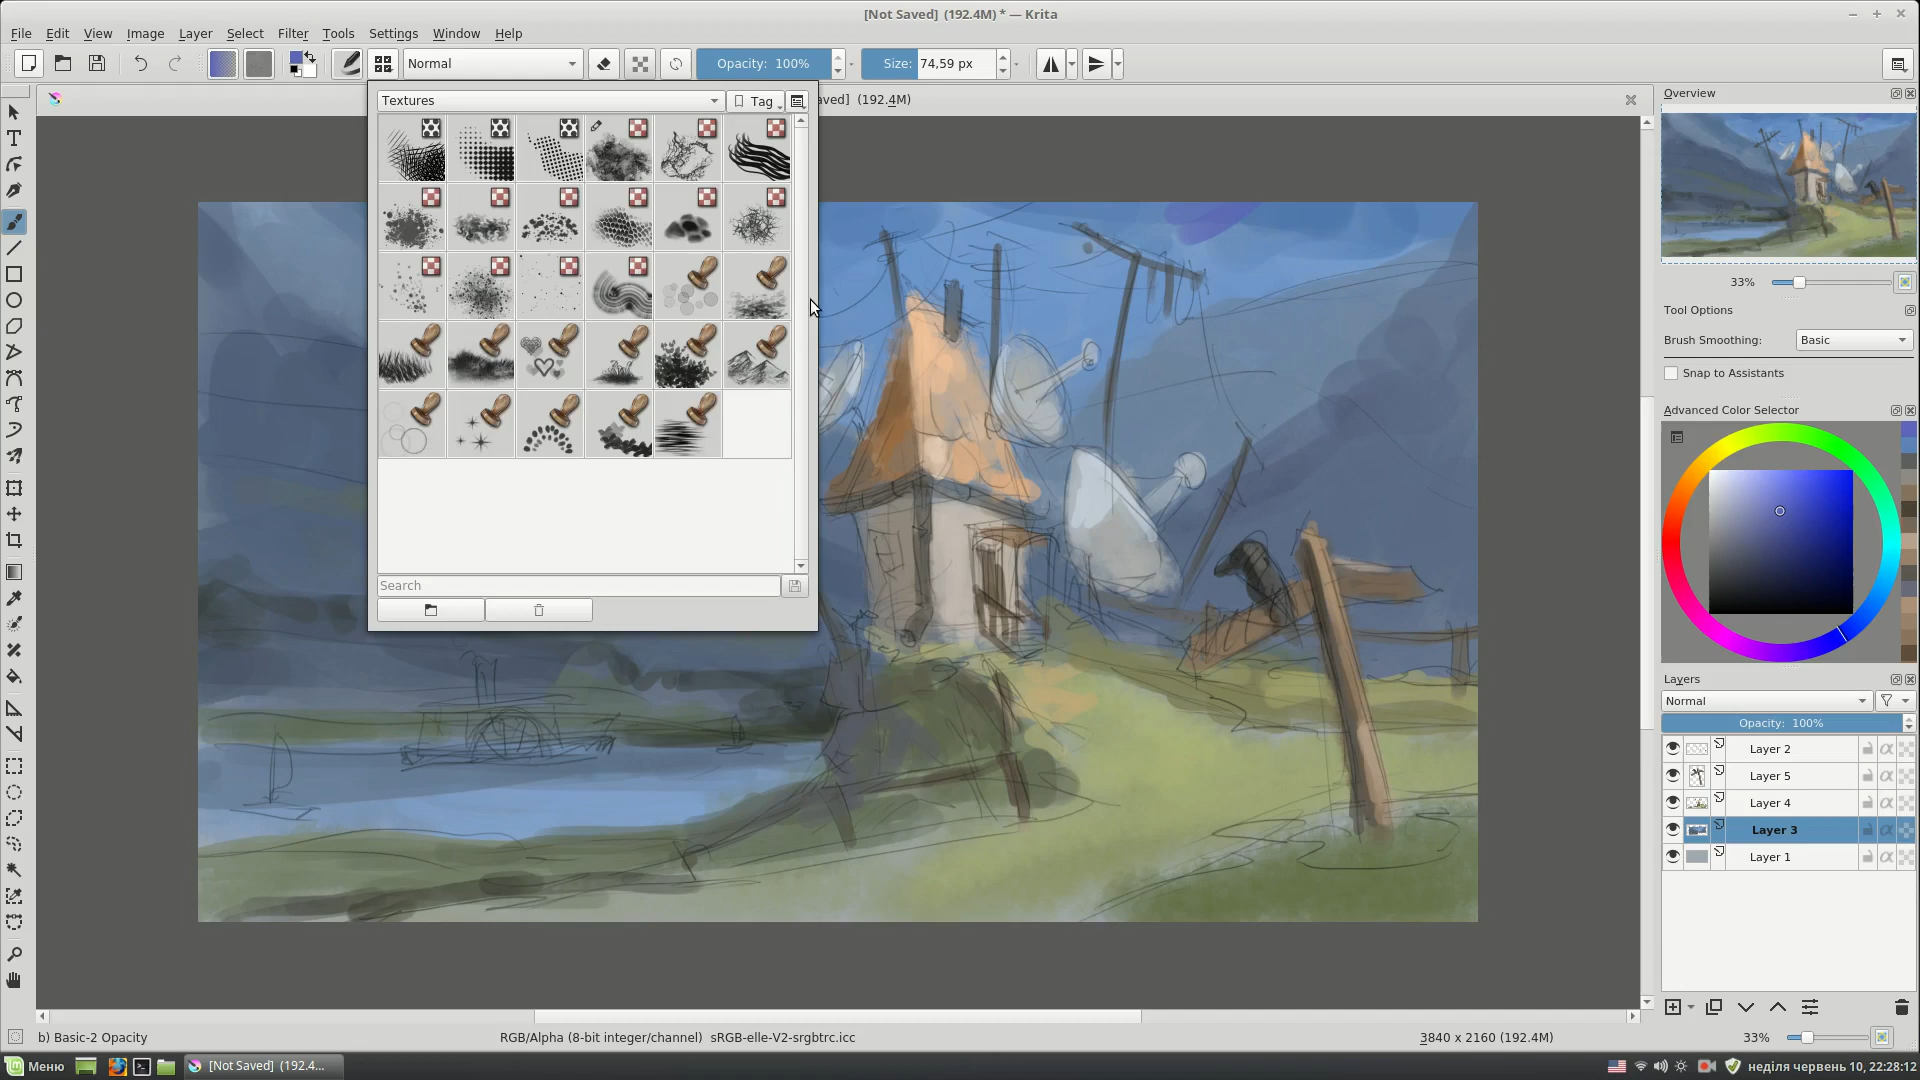 [Not Saved] (192.4M) * — Krita
File Edit View Image Layer Select Filter Tools Settings Window Help
Normal Opacity: 100% Size: 74,59 px
Textures Tag
aved] (192.4M)
Search
Overview
33%
Tool Options
Brush Smoothing: Basic
Snap to Assistants
Advanced Color Selector
Layers
Normal
Opacity: 100%
Layer 2
Layer 5
Layer 4
Layer 3
Layer 1
b) Basic-2 Opacity RGB/Alpha (8-bit integer/channel) sRGB-elle-V2-srgbtrc.icc 3840 x 2160 (192.4M) 33%
Меню [Not Saved] (192.4... неділя червень 10, 22:28:12